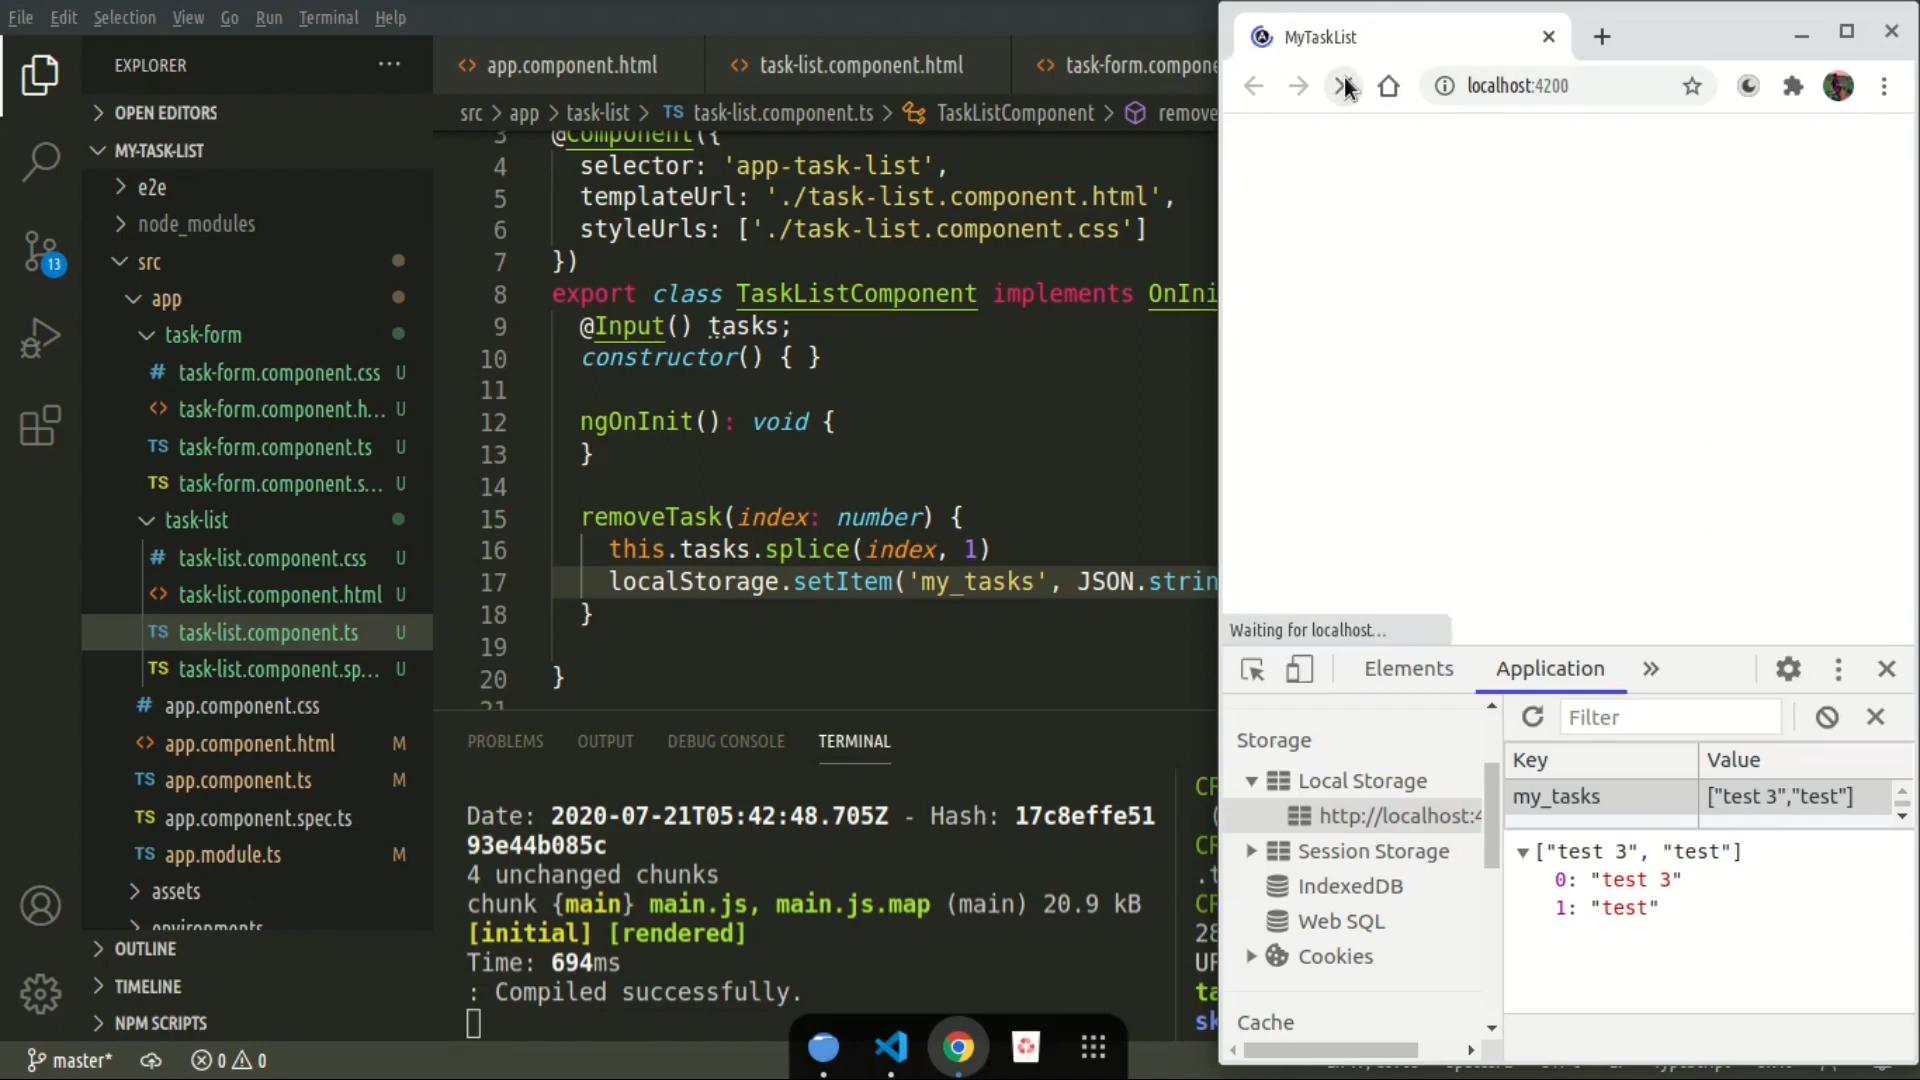 File Edit Selection View Go Run Terminal Help
EXPLORER
OPEN EDITORS
MY-TASK-LIST
e2e
node_modules
src
app
task-form
task-form.component.css U
task-form.component.h... U
task-form.component.ts U
task-form.component.s... U
task-list
task-list.component.css U
task-list.component.html U
task-list.component.ts U
task-list.component.sp... U
app.component.css
app.component.html M
app.component.ts M
app.component.spec.ts
app.module.ts M
assets
environments
OUTLINE
TIMELINE
NPM SCRIPTS
13
master* 0 0
app.component.html task-list.component.html task-form.compone
src > app > task-list > TS task-list.component.ts > TaskListComponent > remove
3 @Component({
4 selector: 'app-task-list',
5 templateUrl: './task-list.component.html',
6 styleUrls: ['./task-list.component.css']
7 })
8 export class TaskListComponent implements OnIni
9 @Input() tasks;
10 constructor() { }
11
12 ngOnInit(): void {
13 }
14
15 removeTask(index: number) {
16 this.tasks.splice(index, 1)
17 localStorage.setItem('my_tasks', JSON.strin
18 }
19
20 }
21
PROBLEMS OUTPUT DEBUG CONSOLE TERMINAL
Date: 2020-07-21T05:42:48.705Z - Hash: 17c8effe51
93e44b085c
4 unchanged chunks
chunk {main} main.js, main.js.map (main) 20.9 kB
[initial] [rendered]
Time: 694ms
: Compiled successfully.
MyTaskList
localhost:4200
Waiting for localhost...
Elements Application
Filter
Storage
Local Storage
http://localhost:4
Session Storage
IndexedDB
Web SQL
Cookies
Cache
Key Value
my_tasks ["test 3","test"]
["test 3", "test"]
0: "test 3"
1: "test"